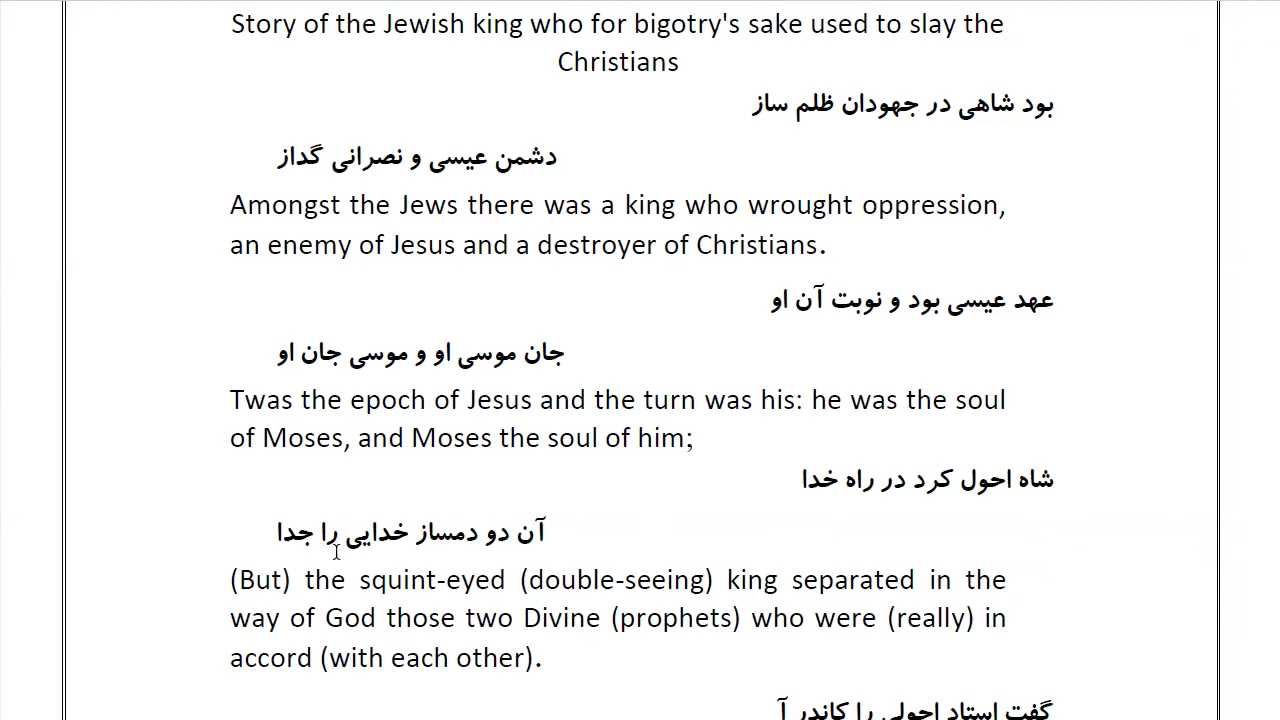 Story of the Jewish king who for bigotry's sake used to slay the
Christians
بود شاهی در جهودان ظلم ساز
دشمن عیسی و نصرانی گداز
Amongst the Jews there was a king who wrought oppression,
an enemy of Jesus and a destroyer of Christians.
عهد عیسی بود و نوبت آن او
جان موسی او و موسی جان او
Twas the epoch of Jesus and the turn was his: he was the soul
of Moses, and Moses the soul of him;
شاه احول کرد در راه خدا
آن دو دمساز خدایی را جدا
(But) the squint-eyed (double-seeing) king separated in the
way of God those two Divine (prophets) who were (really) in
accord (with each other).
گفت استاد احولی را کاندر آ